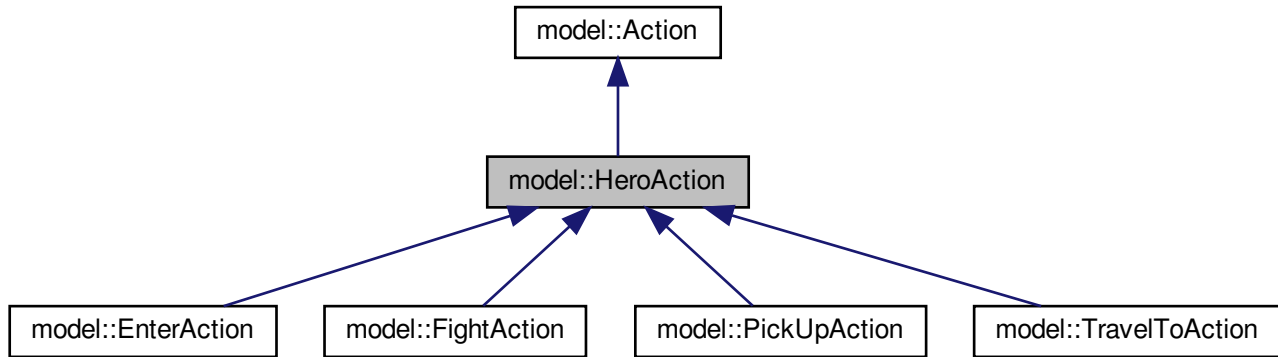 model::Action
model::HeroAction
model::EnterAction
model::FightAction
model::PickUpAction
model::TravelToAction